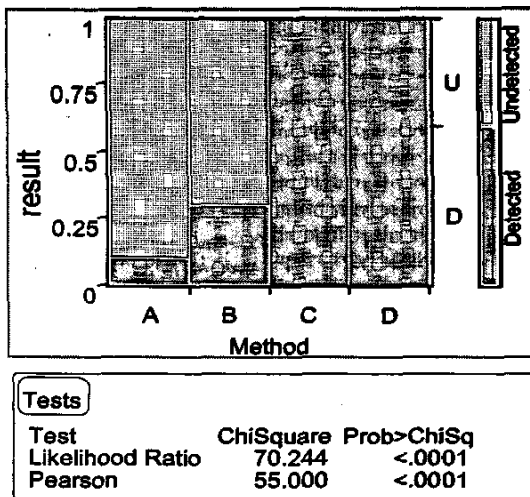 1
0.75
0.5
0.25
0
result
A B C D
Method
U
D
Undetected
Detected
Tests
Test ChiSquare Prob>ChiSq
Likelihood Ratio 70.244 <.0001
Pearson 55.000 <.0001